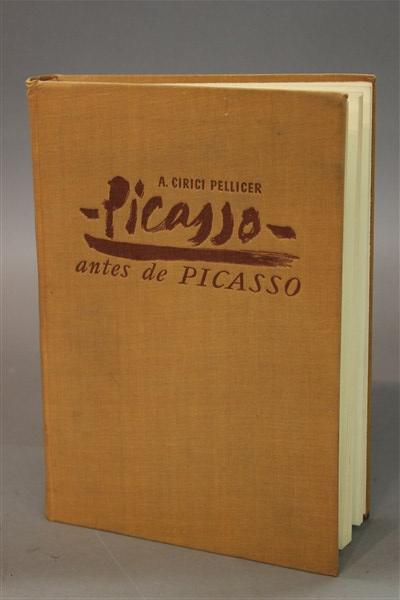 A. CIRICI PELLICER
-Picasso-
antes de PICASSO